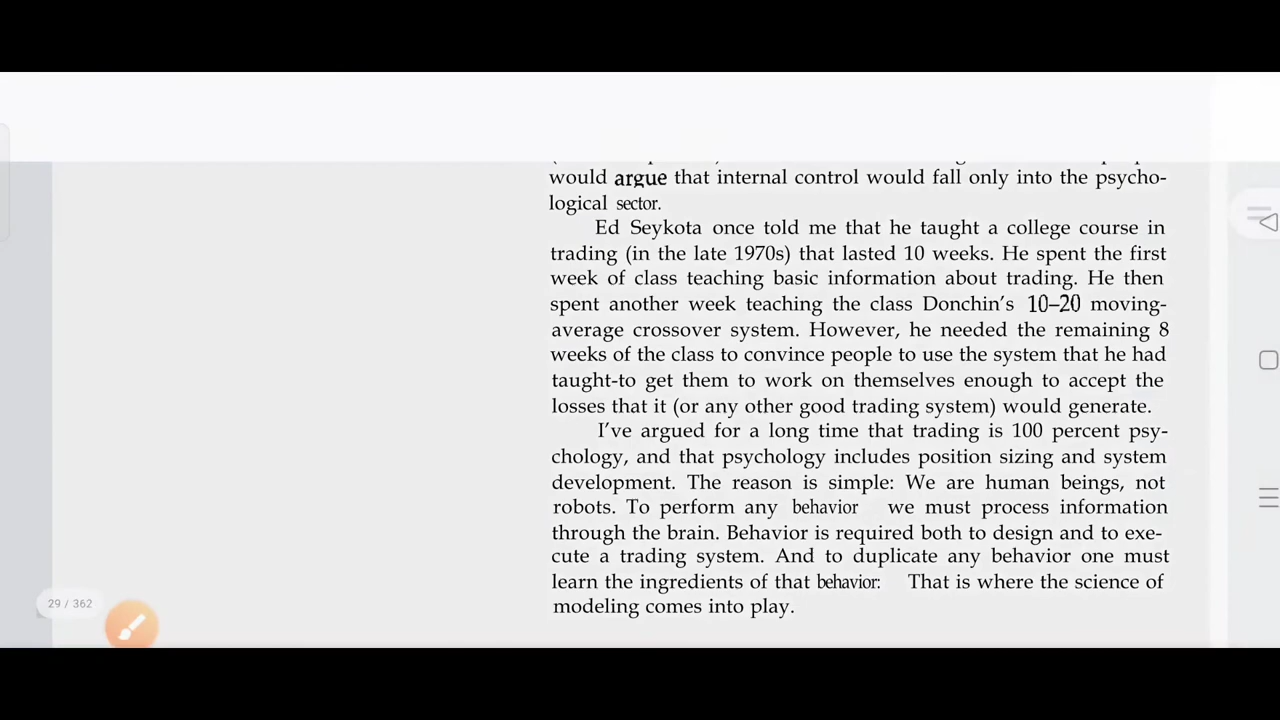 would argue that internal control would fall only into the psycho-
logical sector.
Ed Seykota once told me that he taught a college course in
trading (in the late 1970s) that lasted 10 weeks. He spent the first
week of class teaching basic information about trading. He then
spent another week teaching the class Donchin's 10–20 moving-
average crossover system. However, he needed the remaining 8
weeks of the class to convince people to use the system that he had
taught-to get them to work on themselves enough to accept the
losses that it (or any other good trading system) would generate.
I've argued for a long time that trading is 100 percent psy-
chology, and that psychology includes position sizing and system
development. The reason is simple: We are human beings, not
robots. To perform any behavior we must process information
through the brain. Behavior is required both to design and to exe-
cute a trading system. And to duplicate any behavior one must
learn the ingredients of that behavior: That is where the science of
modeling comes into play.
29 / 362